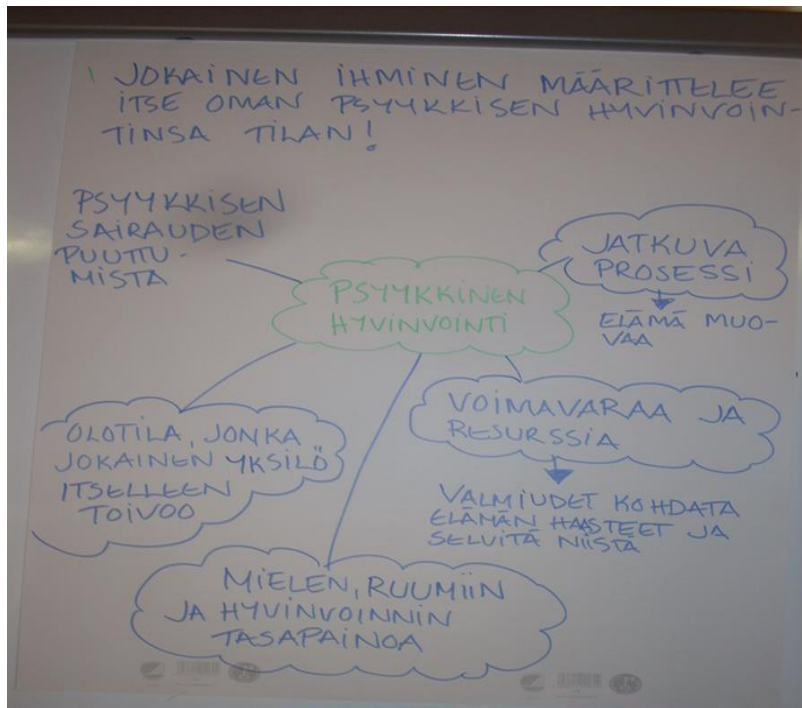 JOKAINEN IHMINEN MÄÄRITTELEE
ITSE OMAN PSYYKKISEN HYVINVOIN-
TINSA TILAN!
PSYYKKISEN
SAIRAUDEN
PUUTTU-
MISTA
PSYYKKINEN
HYVINVOINTI
JATKUVA
PROSESSI
ELÄMÄ MUO-
VAA
VOIMAVARAA JA
RESURSSIA
VALMIUDET KOHDATA
ELÄMÄN HAASTEET JA
SELVITÄ NIISTÄ
OLOTILA, JONKA
JOKAINEN YKSILÖ
ITSELLEEN
TOIVOO
MIELEN, RUUMIIN
JA HYVINVOINNIN
TASAPAINOA